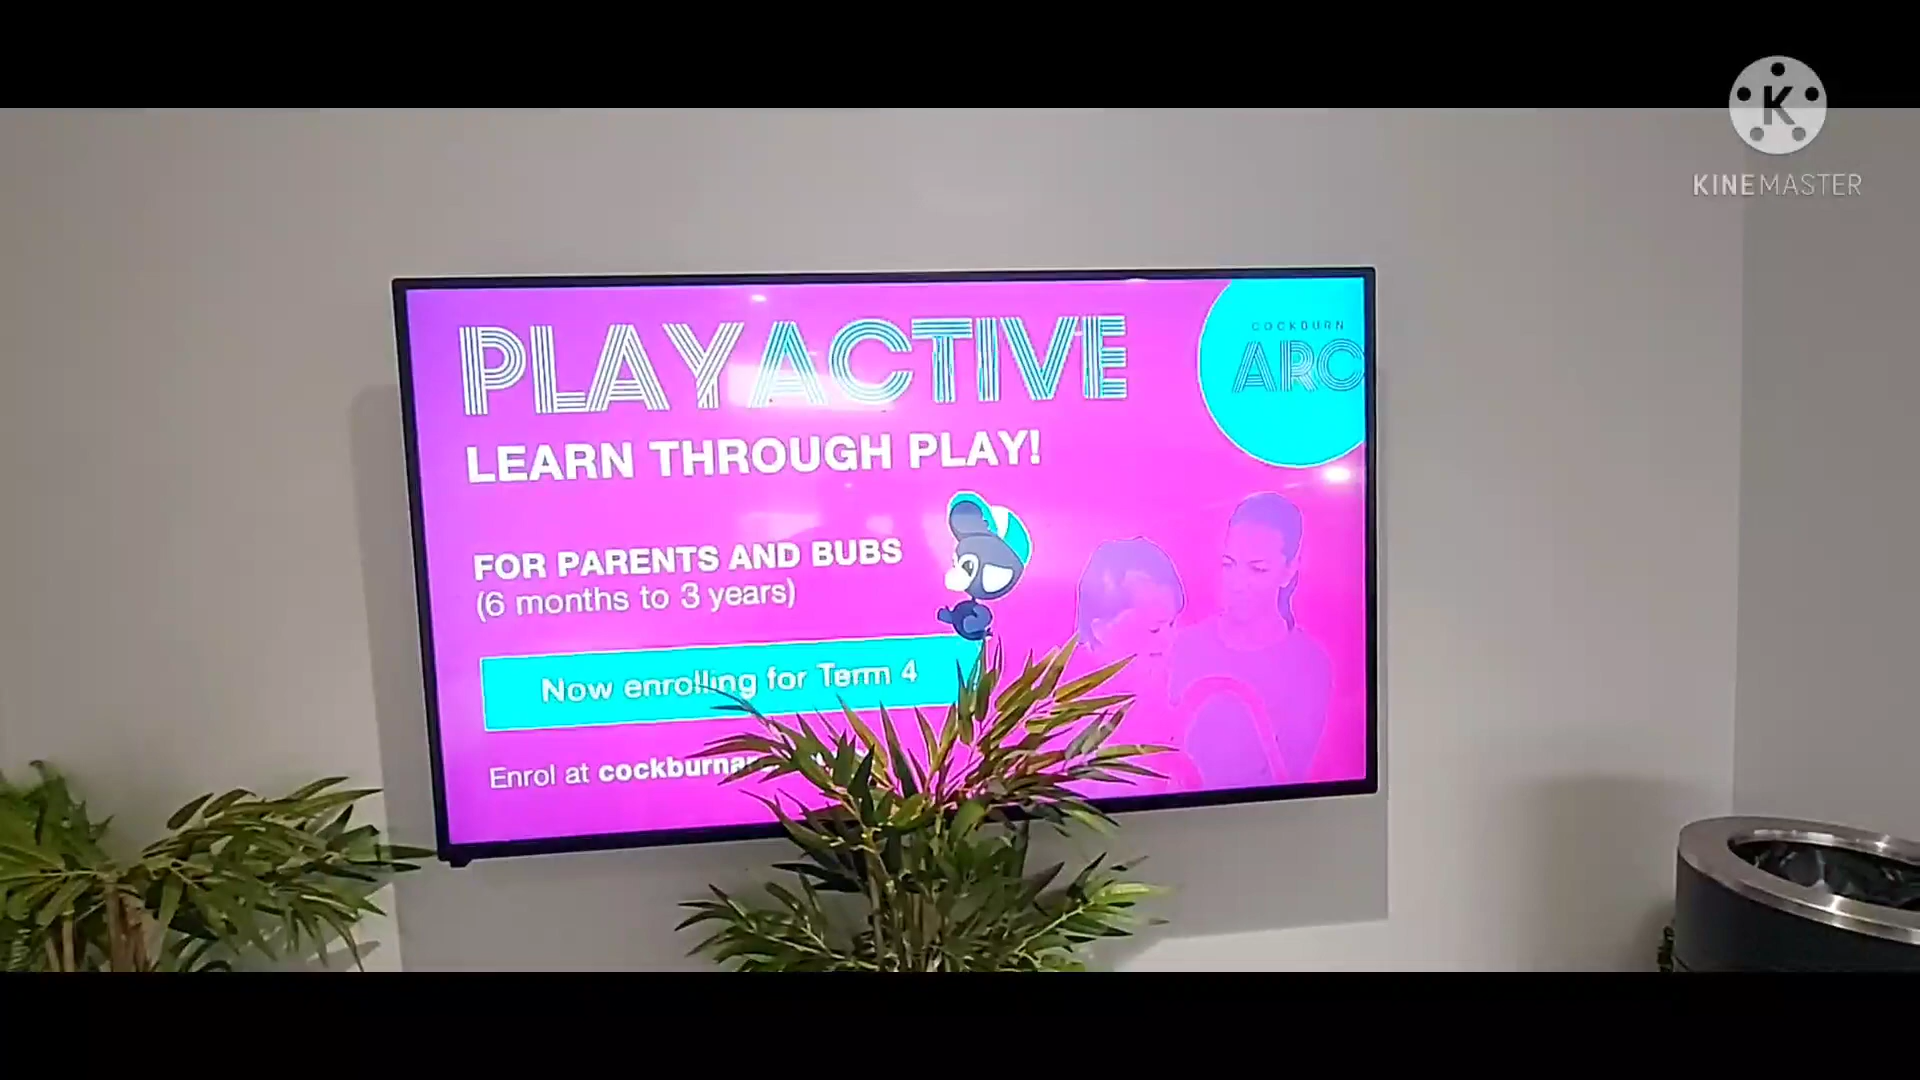 K
KINEMASTER
PLAYACTIVE
COCKBURN
ARC
LEARN THROUGH PLAY!
FOR PARENTS AND BUBS
(6 months to 3 years)
Now enrolling for Term 4
Enrol at